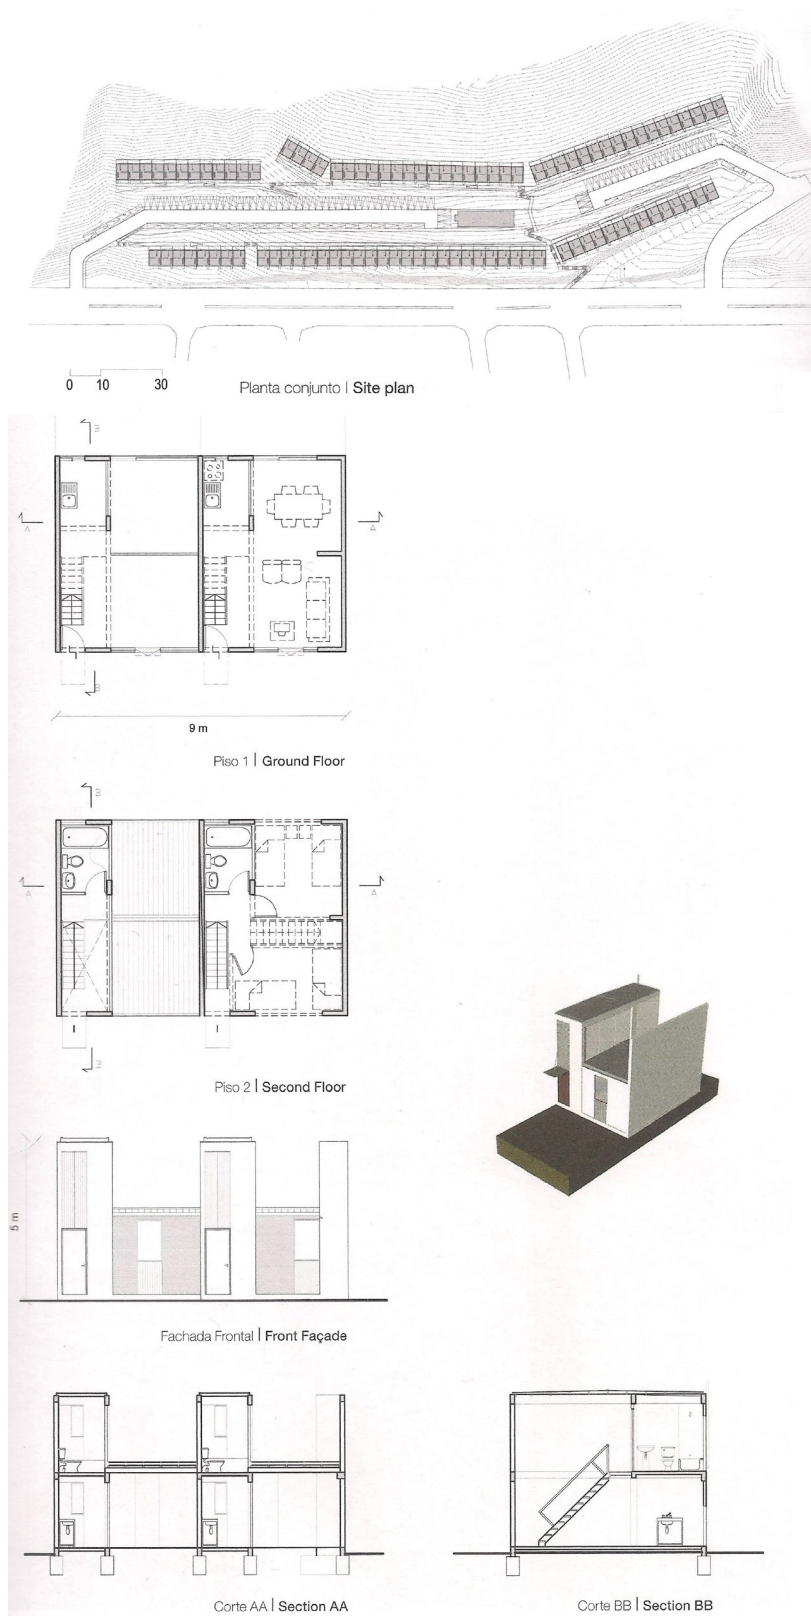 0 10 30
Planta conjunto | Site plan
B
A A
B
9 m
Piso 1 | Ground Floor
B
A A
B
Piso 2 | Second Floor
5 m
Fachada Frontal | Front Façade
Corte AA | Section AA
Corte BB | Section BB